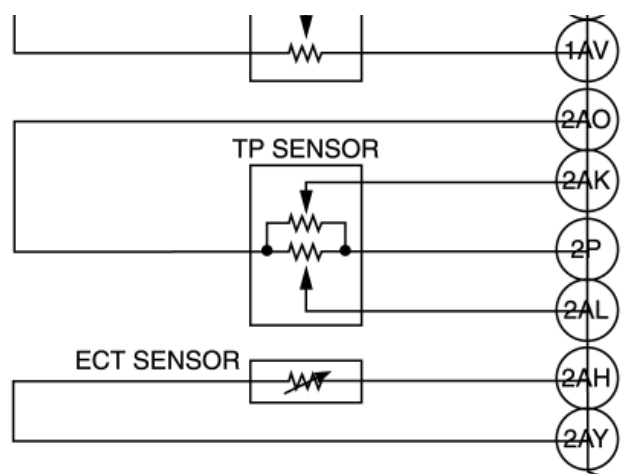 1AV
2AO
TP SENSOR
2AK
2P
2AL
ECT SENSOR
2AH
2AY